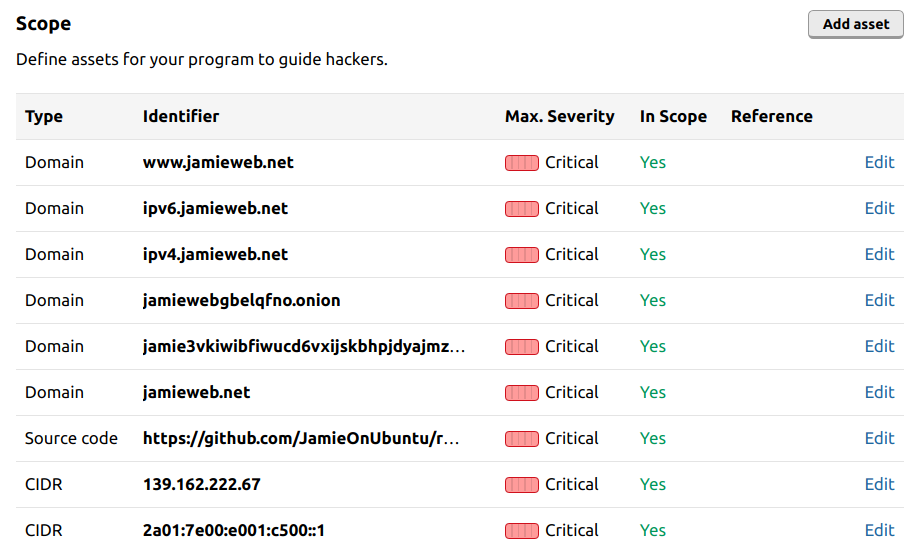 Scope
Add asset
Define assets for your program to guide hackers.
Type Identifier Max. Severity In Scope Reference
Domain www.jamieweb.net Critical Yes Edit
Domain ipv6.jamieweb.net Critical Yes Edit
Domain ipv4.jamieweb.net Critical Yes Edit
Domain jamiewebgbelqfno.onion Critical Yes Edit
Domain jamie3vkiwibfiwucd6vxijskbhpjdyajmz… Critical Yes Edit
Domain jamieweb.net Critical Yes Edit
Source code https://github.com/JamieOnUbuntu/r… Critical Yes Edit
CIDR 139.162.222.67 Critical Yes Edit
CIDR 2a01:7e00:e001:c500::1 Critical Yes Edit